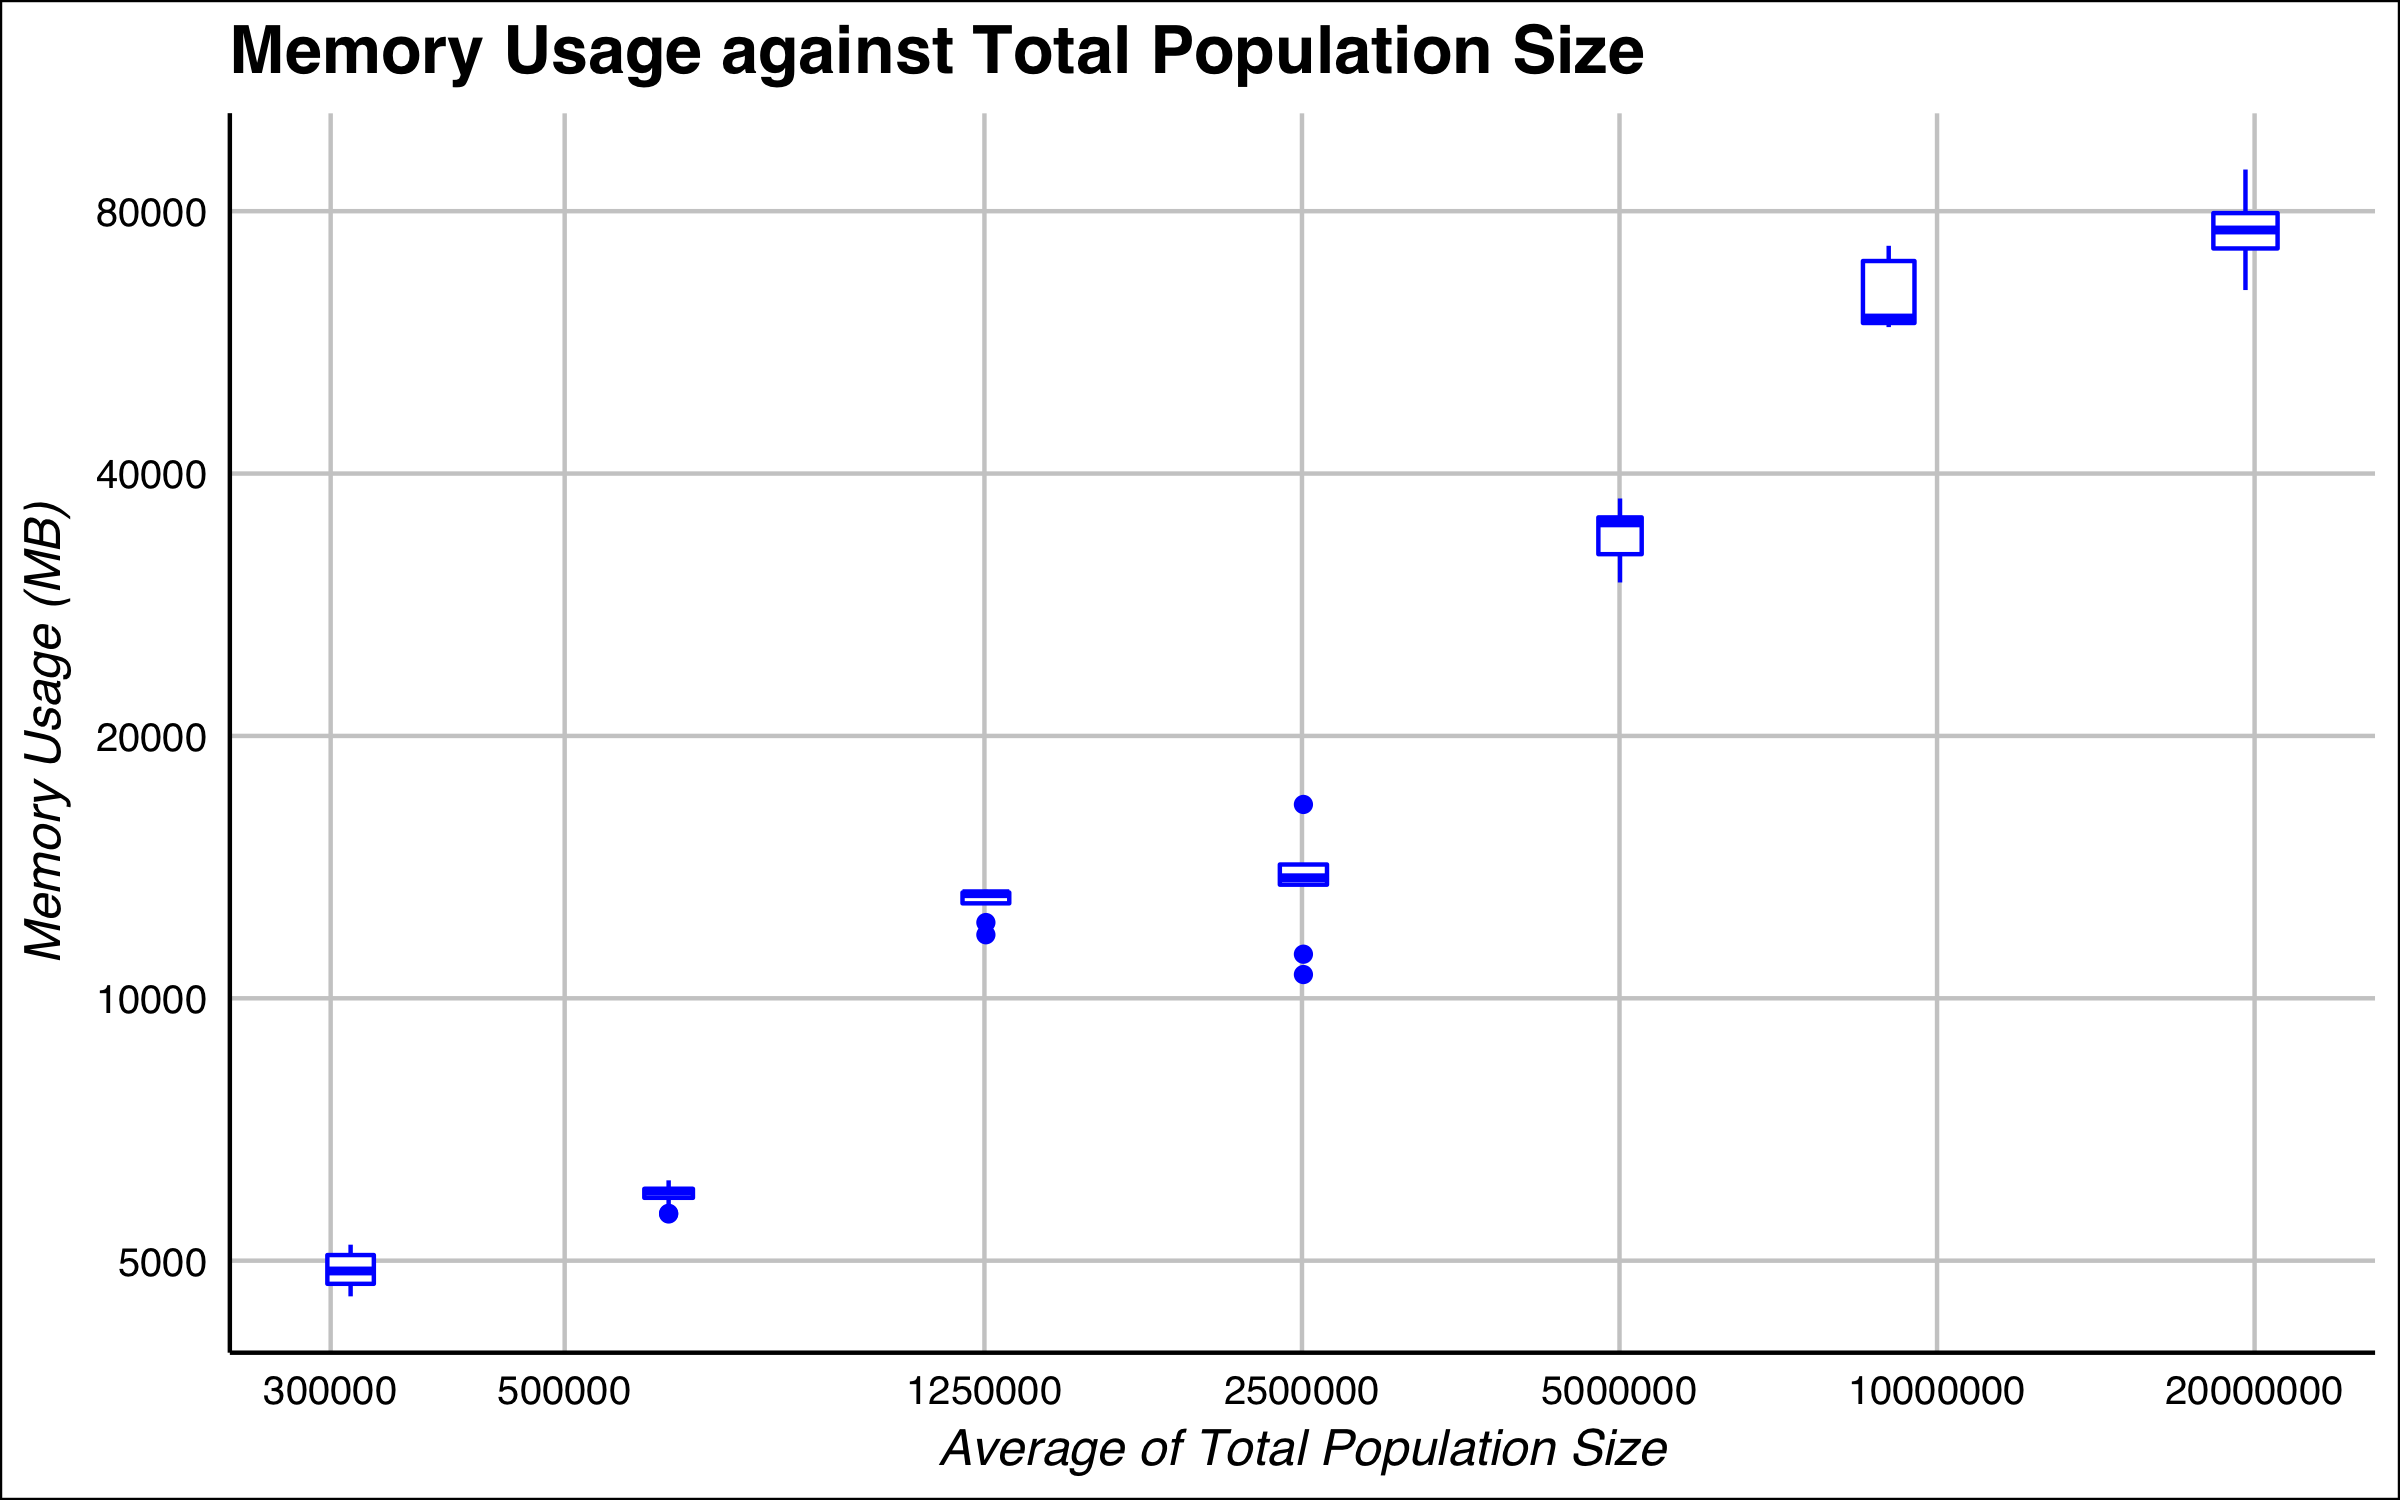 Memory Usage against Total Population Size
80000
40000
20000
10000
5000
Memory Usage (MB)
300000 500000 1250000 2500000 5000000 10000000 20000000
Average of Total Population Size